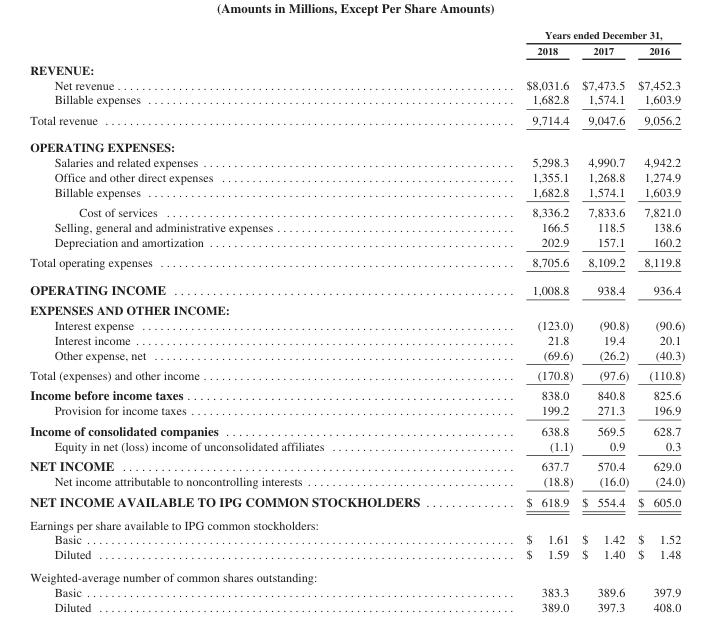 (Amounts in Millions, Except Per Share Amounts)
Years ended December 31,
2018 2017 2016
REVENUE:
Net revenue $8,031.6 $7,473.5 $7,452.3
Billable expenses 1,682.8 1,574.1 1,603.9
Total revenue 9,714.4 9,047.6 9,056.2
OPERATING EXPENSES:
Salaries and related expenses 5,298.3 4,990.7 4,942.2
Office and other direct expenses 1,355.1 1,268.8 1,274.9
Billable expenses 1,682.8 1,574.1 1,603.9
Cost of services 8,336.2 7,833.6 7,821.0
Selling, general and administrative expenses 166.5 118.5 138.6
Depreciation and amortization 202.9 157.1 160.2
Total operating expenses 8,705.6 8,109.2 8,119.8
OPERATING INCOME 1,008.8 938.4 936.4
EXPENSES AND OTHER INCOME:
Interest expense (123.0) (90.8) (90.6)
Interest income 21.8 19.4 20.1
Other expense, net (69.6) (26.2) (40.3)
Total (expenses) and other income (170.8) (97.6) (110.8)
Income before income taxes 838.0 840.8 825.6
Provision for income taxes 199.2 271.3 196.9
Income of consolidated companies 638.8 569.5 628.7
Equity in net (loss) income of unconsolidated affiliates (1.1) 0.9 0.3
NET INCOME 637.7 570.4 629.0
Net income attributable to noncontrolling interests (18.8) (16.0) (24.0)
NET INCOME AVAILABLE TO IPG COMMON STOCKHOLDERS $ 618.9 $ 554.4 $ 605.0
Earnings per share available to IPG common stockholders:
Basic $ 1.61 $ 1.42 $ 1.52
Diluted $ 1.59 $ 1.40 $ 1.48
Weighted-average number of common shares outstanding:
Basic 383.3 389.6 397.9
Diluted 389.0 397.3 408.0